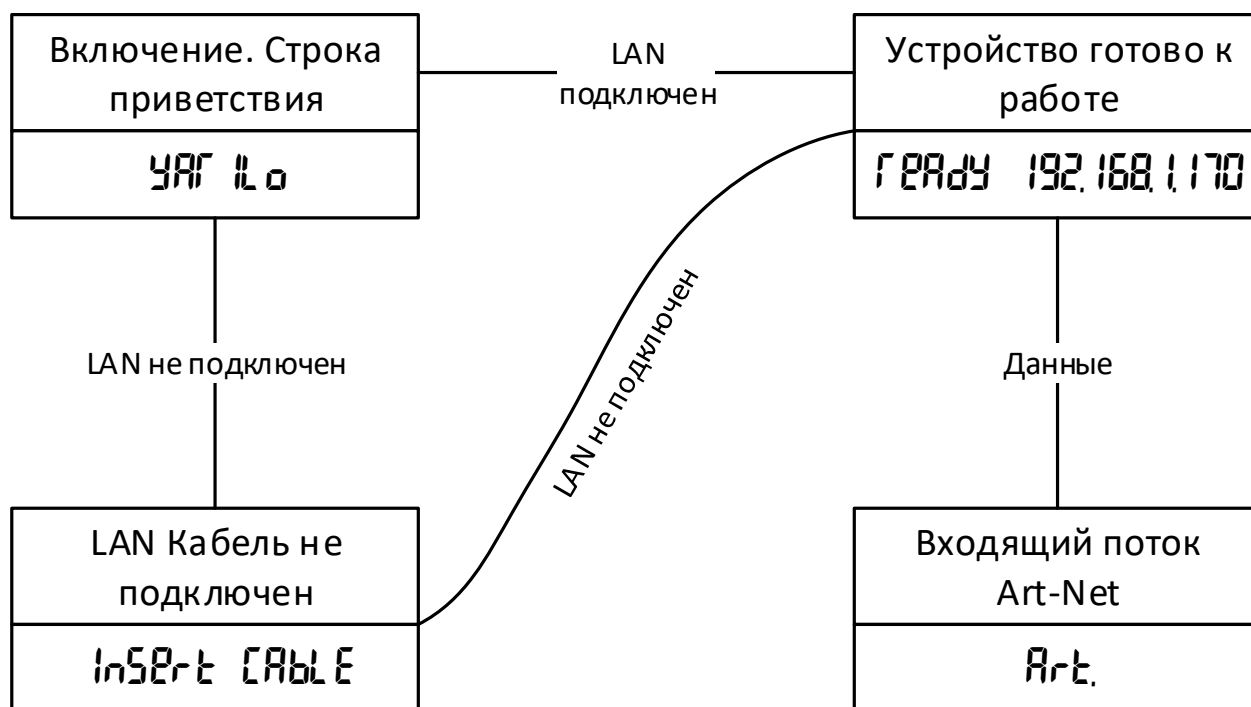 Включение. Строка
приветствия
YAr ILo
LAN
подключен
Устройство готово к
работе
rEAdY 192.168.1.170
LAN не подключен
LAN не подключен
Данные
LAN Кабель не
подключен
InSErt CAbLE
Входящий поток
Art-Net
Art.